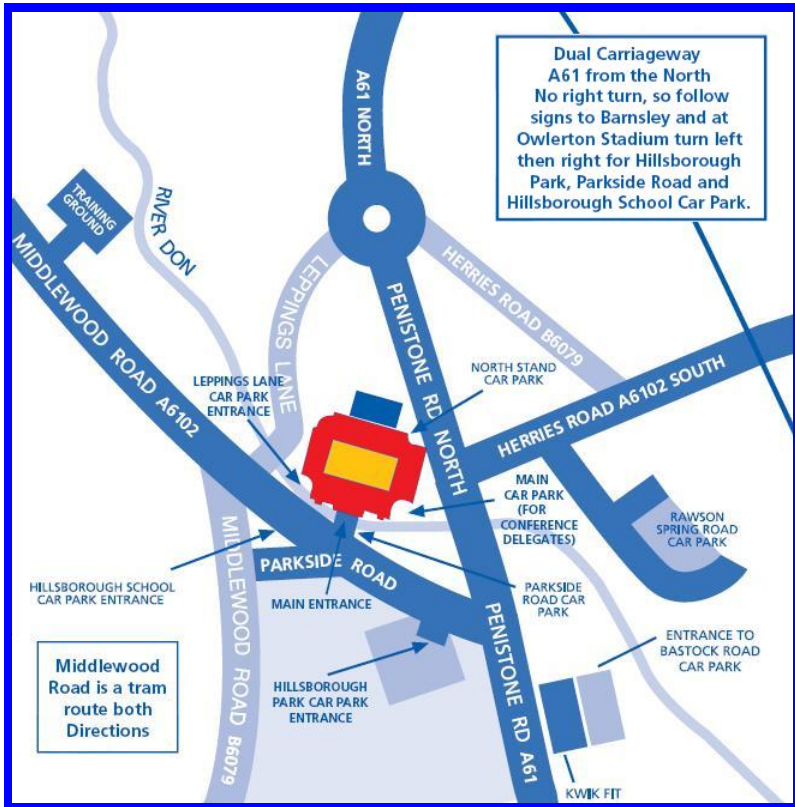 Dual Carriageway
A61 from the North
No right turn, so follow
signs to Barnsley and at
Owlerton Stadium turn left
then right for Hillsborough
Park, Parkside Road and
Hillsborough School Car Park.
A61 NORTH
TRAINING
GROUND
RIVER DON
MIDDLEWOOD ROAD A6102
LEPPINGS LANE
HERRIES ROAD B6079
PENISTONE RD NORTH
NORTH STAND
CAR PARK
HERRIES ROAD A6102 SOUTH
LEPPINGS LANE
CAR PARK
ENTRANCE
MAIN
CAR PARK
(FOR
CONFERENCE
DELEGATES)
RAWSON
SPRING ROAD
CAR PARK
MIDDLEWOOD ROAD B6079
PARKSIDE ROAD
HILLSBOROUGH SCHOOL
CAR PARK ENTRANCE
MAIN ENTRANCE
PARKSIDE
ROAD CAR
PARK
PENISTONE RD A61
ENTRANCE TO
BASTOCK ROAD
CAR PARK
Middlewood
Road is a tram
route both
Directions
HILLSBOROUGH
PARK CAR PARK
ENTRANCE
KWIK FIT